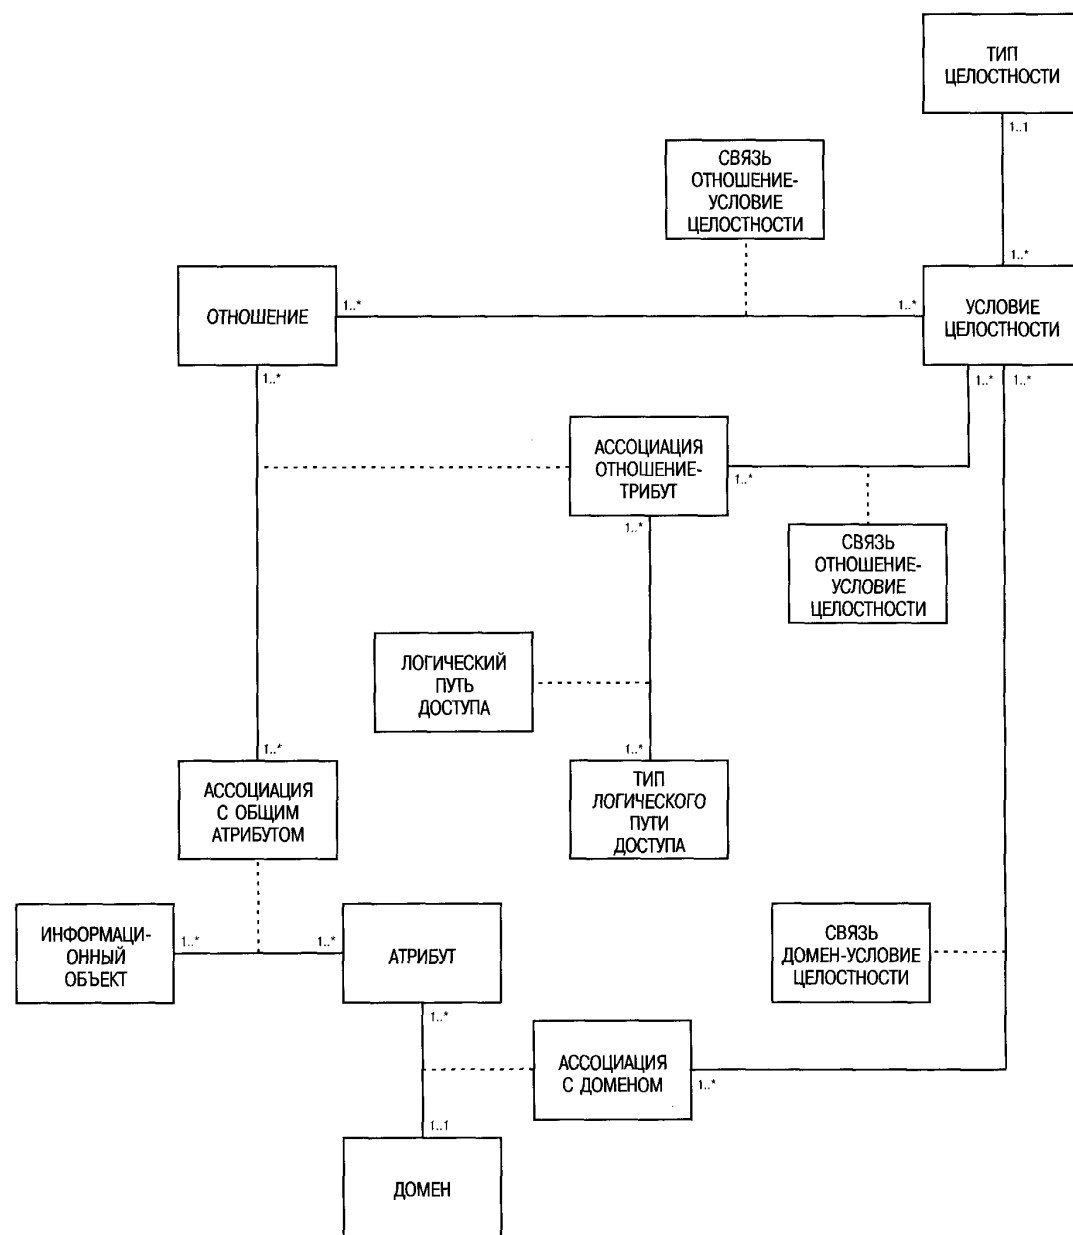 ТИП
ЦЕЛОСТНОСТИ
1..1
СВЯЗЬ
ОТНОШЕНИЕ-
УСЛОВИЕ
ЦЕЛОСТНОСТИ
1..*
ОТНОШЕНИЕ
1..*
1..*
УСЛОВИЕ
ЦЕЛОСТНОСТИ
1..*
1..*
1..*
АССОЦИАЦИЯ
ОТНОШЕНИЕ-
ТРИБУТ
1..*
1..*
СВЯЗЬ
ОТНОШЕНИЕ-
УСЛОВИЕ
ЦЕЛОСТНОСТИ
ЛОГИЧЕСКИЙ
ПУТЬ
ДОСТУПА
1..*
1..*
АССОЦИАЦИЯ
С ОБЩИМ
АТРИБУТОМ
ТИП
ЛОГИЧЕСКОГО
ПУТИ
ДОСТУПА
ИНФОРМАЦИ-
ОННЫЙ
ОБЪЕКТ
1..*
1..*
АТРИБУТ
СВЯЗЬ
ДОМЕН-УСЛОВИЕ
ЦЕЛОСТНОСТИ
1..*
АССОЦИАЦИЯ
С ДОМЕНОМ
1..*
1..1
ДОМЕН